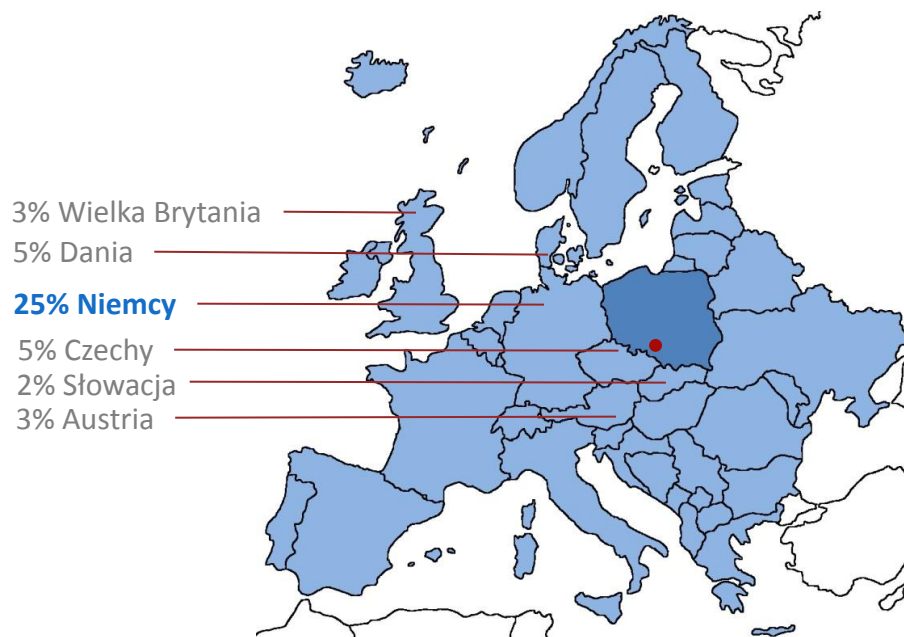 3% Wielka Brytania
5% Dania
25% Niemcy
5% Czechy
2% Słowacja
3% Austria